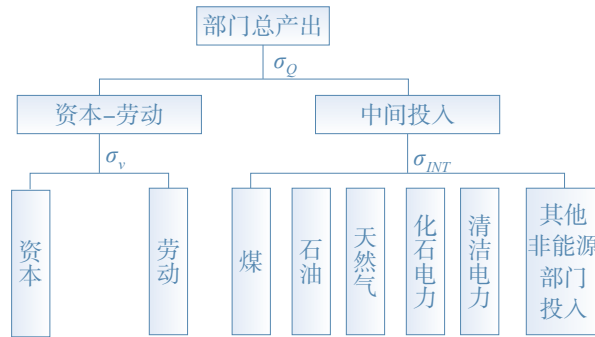 部门总产出
σQ
资本–劳动
中间投入
σv
σINT
资本
劳动
煤
石油
天然气
化石电力
清洁电力
其他
非能源
部门
投入